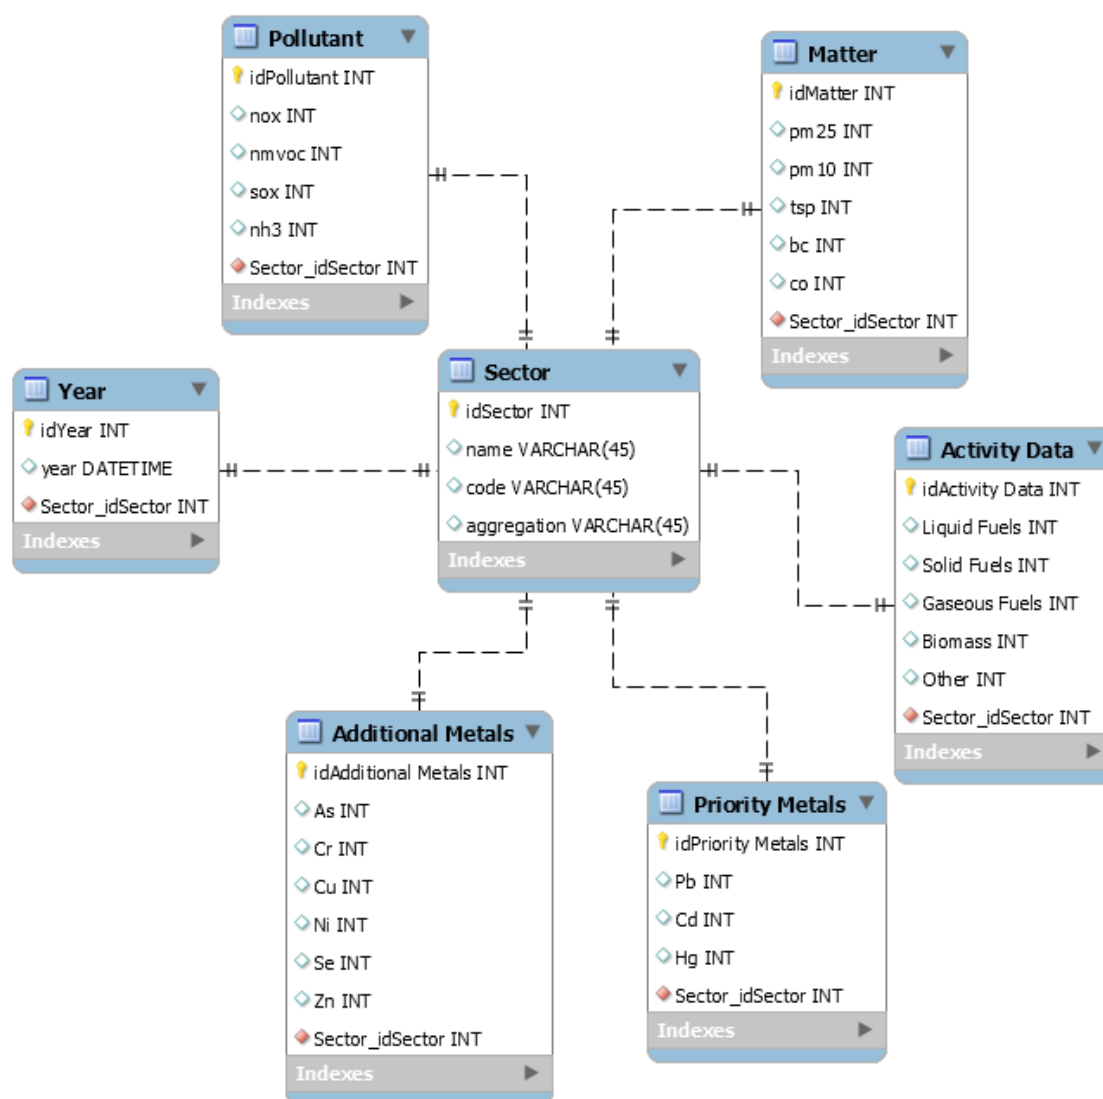 Pollutant
idPollutant INT
nox INT
nmvoc INT
sox INT
nh3 INT
Sector_idSector INT
Indexes
Matter
idMatter INT
pm25 INT
pm10 INT
tsp INT
bc INT
co INT
Sector_idSector INT
Indexes
Year
idYear INT
year DATETIME
Sector_idSector INT
Indexes
Sector
idSector INT
name VARCHAR(45)
code VARCHAR(45)
aggregation VARCHAR(45)
Indexes
Activity Data
idActivity Data INT
Liquid Fuels INT
Solid Fuels INT
Gaseous Fuels INT
Biomass INT
Other INT
Sector_idSector INT
Indexes
Additional Metals
idAdditional Metals INT
As INT
Cr INT
Cu INT
Ni INT
Se INT
Zn INT
Sector_idSector INT
Indexes
Priority Metals
idPriority Metals INT
Pb INT
Cd INT
Hg INT
Sector_idSector INT
Indexes